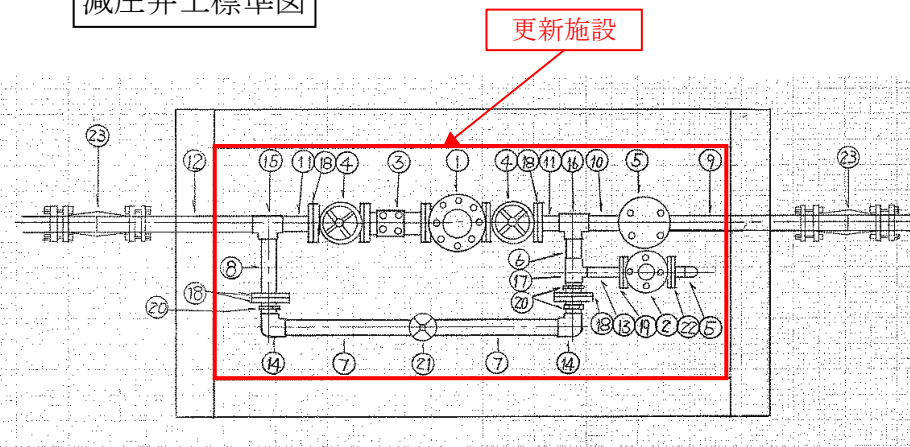 減圧弁工標準図
更新施設
㉓ ⑫ ⑮ ⑪ ⑱ ④ ③ ① ④ ⑱ ⑪ ⑯ ⑩ ⑤ ⑨ ㉓
⑧ ⑥
⑱ ⑰
⑳ ⑳ ⑱ ⑬ ⑲ ② ㉒ ⑤
⑭ ⑦ ㉑ ⑦ ⑭